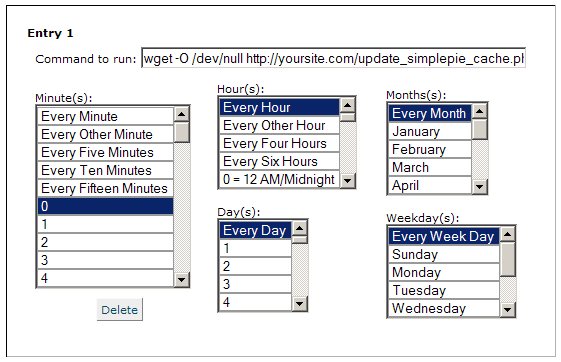 Entry 1
Command to run: wget -O /dev/null http://yoursite.com/update_simplepie_cache.pl
Minute(s):
Every Minute
Every Other Minute
Every Five Minutes
Every Ten Minutes
Every Fifteen Minutes
0
1
2
3
4
Delete
Hour(s):
Every Hour
Every Other Hour
Every Four Hours
Every Six Hours
0 = 12 AM/Midnight
Day(s):
Every Day
1
2
3
4
Months(s):
Every Month
January
February
March
April
Weekday(s):
Every Week Day
Sunday
Monday
Tuesday
Wednesday